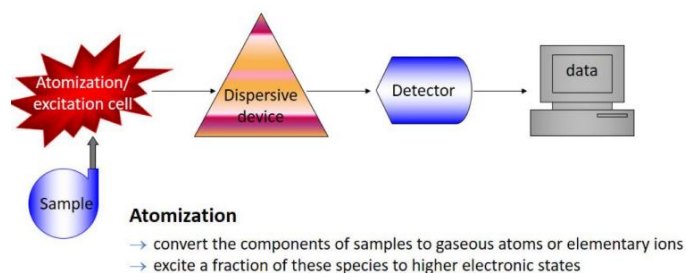 Atomization/
excitation cell
Dispersive
device
Detector
data
Sample
Atomization
→ convert the components of samples to gaseous atoms or elementary ions
→ excite a fraction of these species to higher electronic states